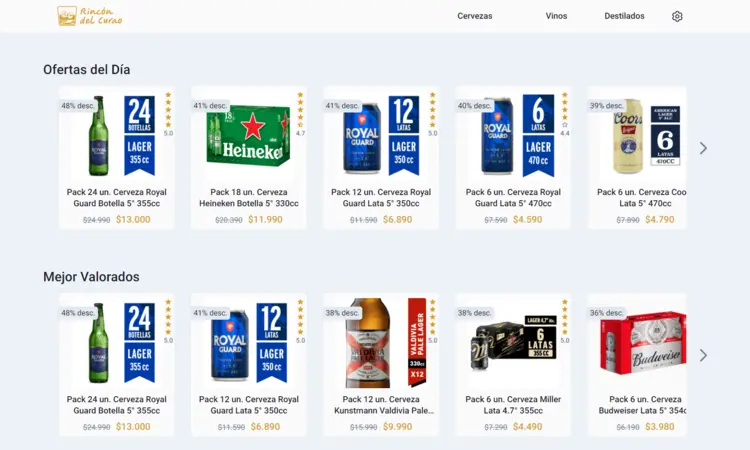 Rincón
del Curao
Cervezas
Vinos
Destilados
Ofertas del Día
48% desc.
24
BOTELLAS
LAGER
355 cc
5.0
Pack 24 un. Cerveza Royal
Guard Botella 5° 355cc
$24.990 $13.000
41% desc.
18
Heineken
4.7
Pack 18 un. Cerveza
Heineken Botella 5° 330cc
$20.390 $11.990
41% desc.
ROYAL
GUARD
12
LATAS
LAGER
350 cc
5.0
Pack 12 un. Cerveza Royal
Guard Lata 5° 350cc
$11.590 $6.890
40% desc.
ROYAL
GUARD
6
LATAS
LAGER
470 cc
4.4
Pack 6 un. Cerveza Royal
Guard Lata 5° 470cc
$7.590 $4.590
39% desc.
Coors
AMERICAN
LAGER
5° ALC
6
LATAS
470CC
Pack 6 un. Cerveza Coo
Lata 5° 470cc
$7.890 $4.790
Mejor Valorados
48% desc.
24
BOTELLAS
LAGER
355 cc
5.0
Pack 24 un. Cerveza Royal
Guard Botella 5° 355cc
$24.990 $13.000
41% desc.
ROYAL
GUARD
12
LATAS
LAGER
350 cc
5.0
Pack 12 un. Cerveza Royal
Guard Lata 5° 350cc
$11.590 $6.890
38% desc.
VALDIVIA
PALE LAGER
330cc
X12
5.0
Pack 12 un. Cerveza
Kunstmann Valdivia Pale...
$15.990 $9.990
38% desc.
LAGER 4,7°
6
LATAS
355 CC
5.0
Pack 6 un. Cerveza Miller
Lata 4.7° 355cc
$7.290 $4.490
36% desc.
Budweiser
Pack 6 un. Cerveza
Budweiser Lata 5° 354c
$6.190 $3.980